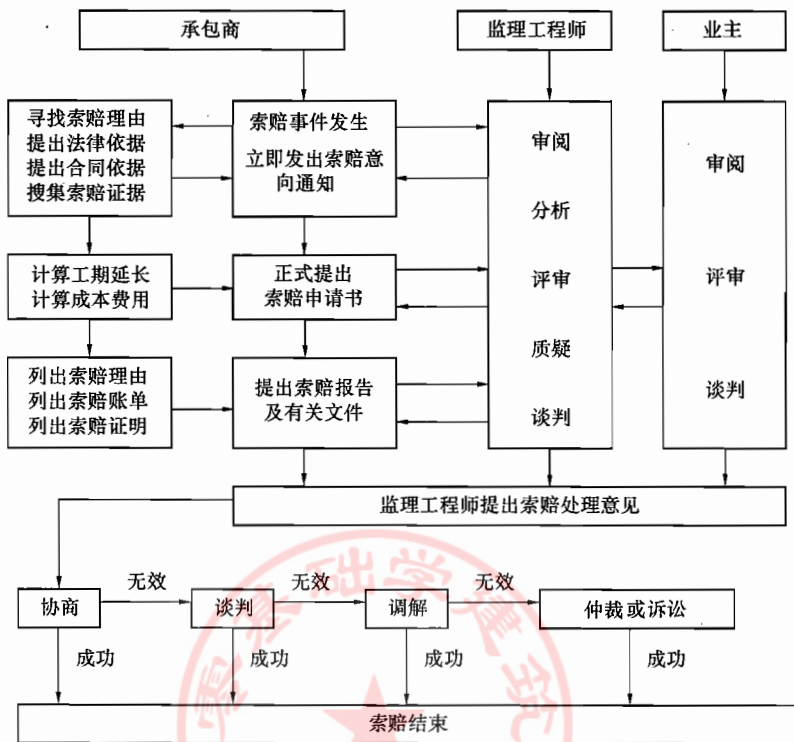 承包商
监理工程师
业主
寻找索赔理由
提出法律依据
提出合同依据
搜集索赔证据
索赔事件发生
立即发出索赔意
向通知
审阅
分析
评审
质疑
谈判
审阅
评审
谈判
计算工期延长
计算成本费用
正式提出
索赔申请书
列出索赔理由
列出索赔账单
列出索赔证明
提出索赔报告
及有关文件
监理工程师提出索赔处理意见
协商
无效
谈判
无效
调解
无效
仲裁或诉讼
成功
成功
成功
成功
索赔结束
零基础学建筑